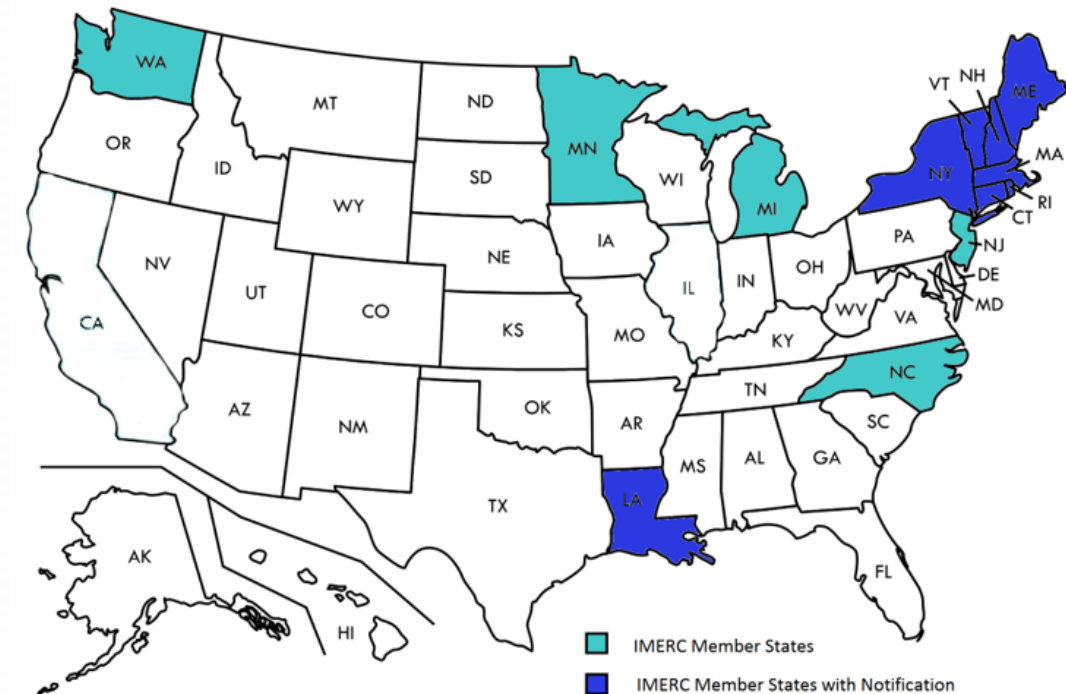 WA
MT
ND
MN
VT
NH
ME
OR
ID
SD
WI
NY
MA
WY
MI
RI
CT
IA
PA
NJ
NE
NV
UT
IL
IN
OH
DE
MD
CA
CO
WV
VA
KS
MO
KY
NC
TN
AZ
NM
OK
AR
SC
MS
AL
GA
LA
TX
AK
FL
HI
IMERC Member States
IMERC Member States with Notification